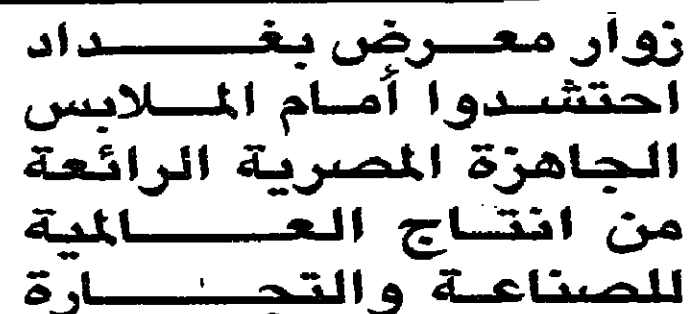 زوار معرض بغداد
احتشدوا أمام الملابس
الجاهزة المصرية الرائعة
من انتاج العالمية
للصناعة والتجارة